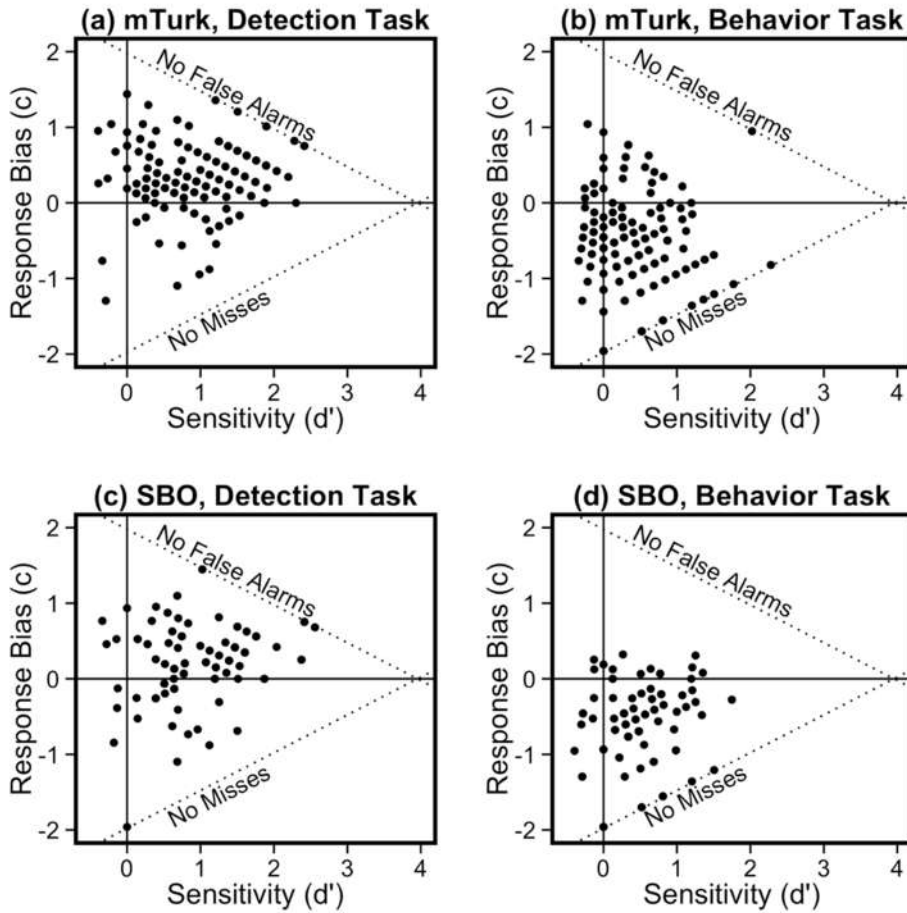 (a) mTurk, Detection Task
(b) mTurk, Behavior Task
Response Bias (c)
2
1
0
-1
-2
No False Alarms
No Misses
0 1 2 3 4
Sensitivity (d')
Response Bias (c)
2
1
0
-1
-2
No False Alarms
No Misses
0 1 2 3 4
Sensitivity (d')
(c) SBO, Detection Task
(d) SBO, Behavior Task
Response Bias (c)
2
1
0
-1
-2
No False Alarms
No Misses
0 1 2 3 4
Sensitivity (d')
Response Bias (c)
2
1
0
-1
-2
No False Alarms
No Misses
0 1 2 3 4
Sensitivity (d')